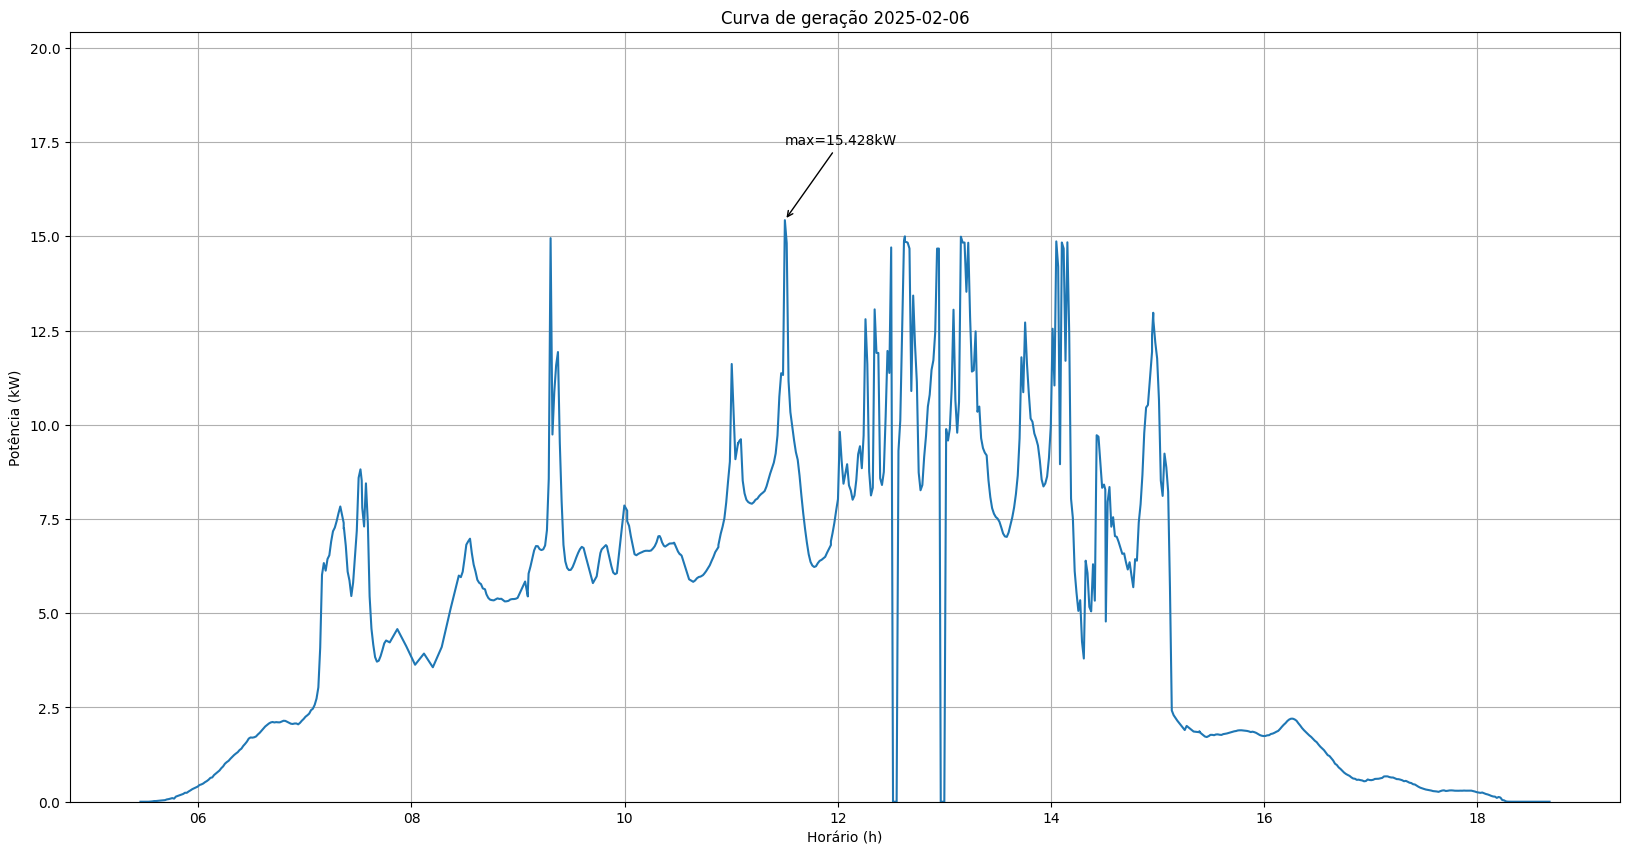 Curva de geração 2025-02-06
20.0
17.5
15.0
12.5
10.0
7.5
5.0
2.5
0.0
Potência (kW)
max=15.428kW
06 08 10 12 14 16 18
Horário (h)